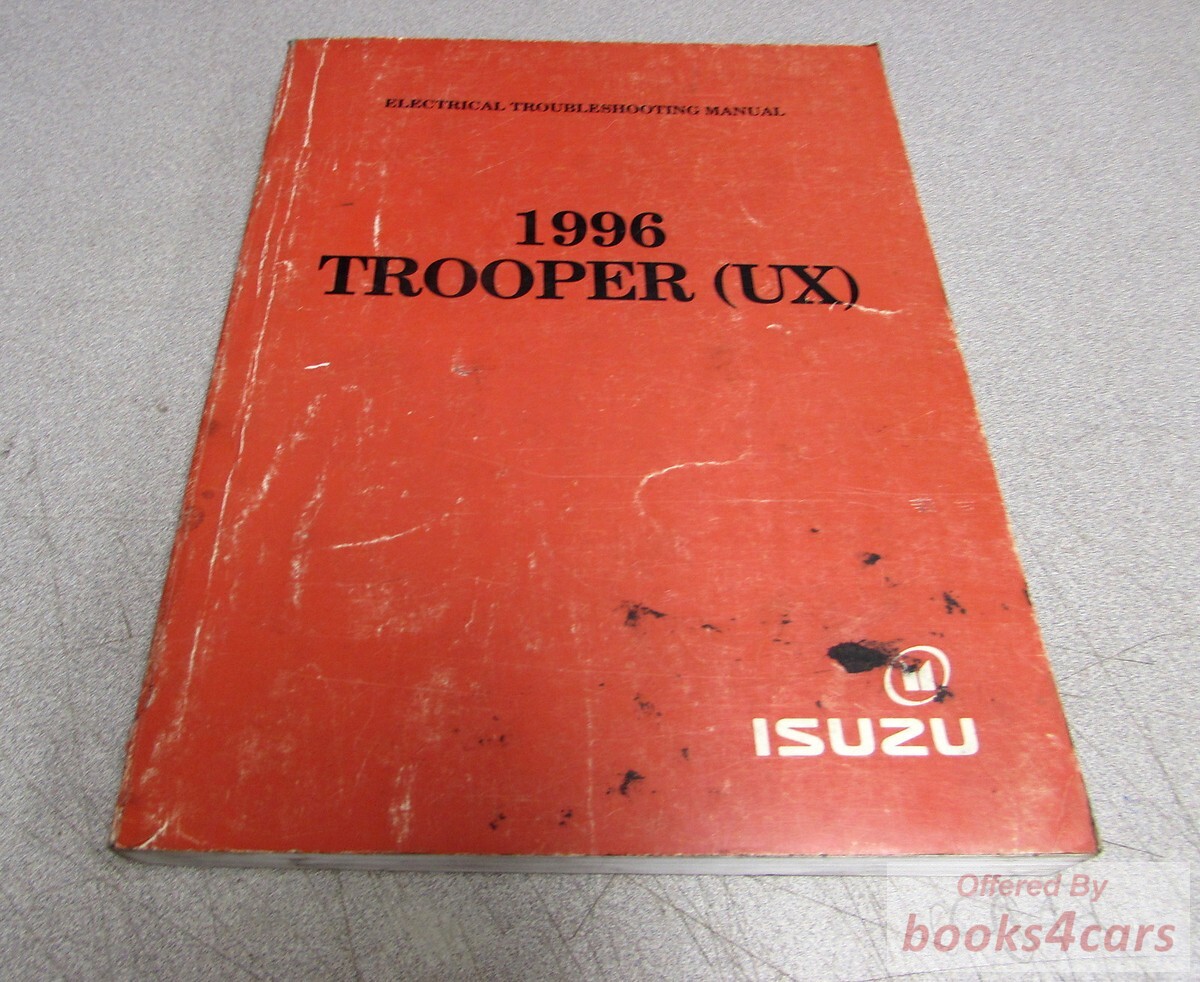 ELECTRICAL TROUBLESHOOTING MANUAL
1996
TROOPER (UX)
ISUZU
Offered By
books4cars